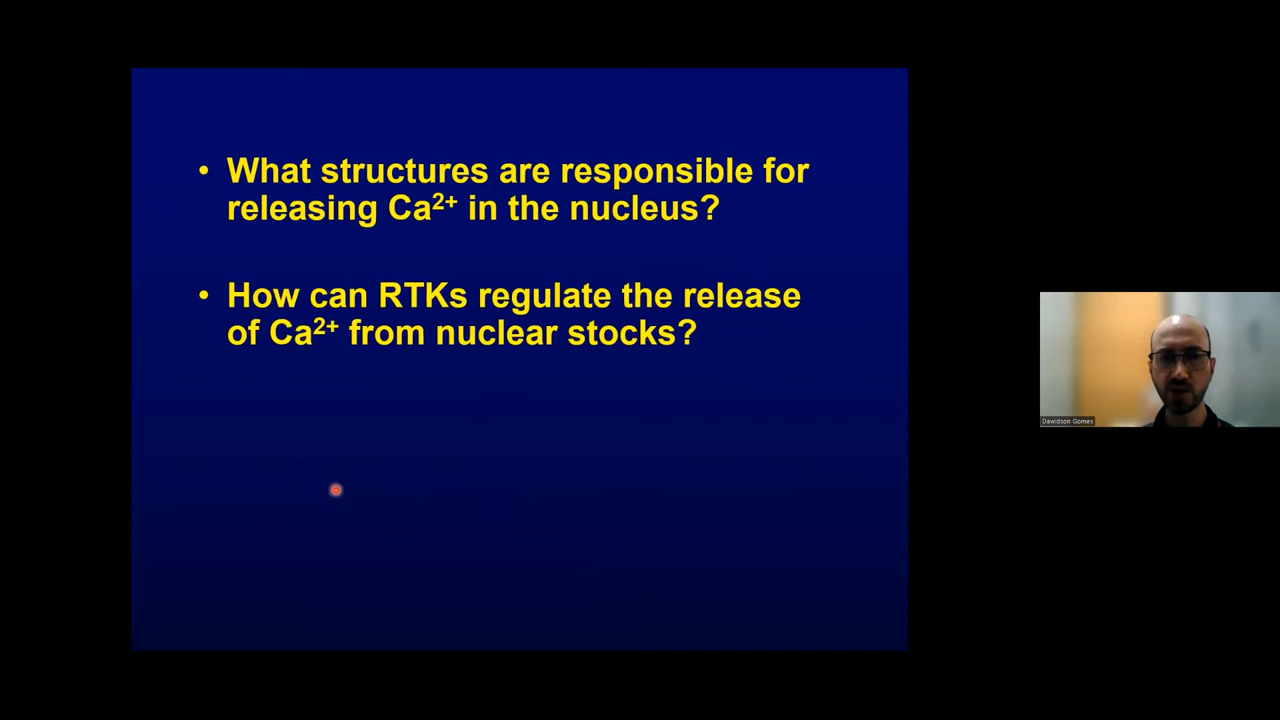 • What structures are responsible for
releasing Ca²⁺ in the nucleus?
• How can RTKs regulate the release
of Ca²⁺ from nuclear stocks?
Dawidson Gomes